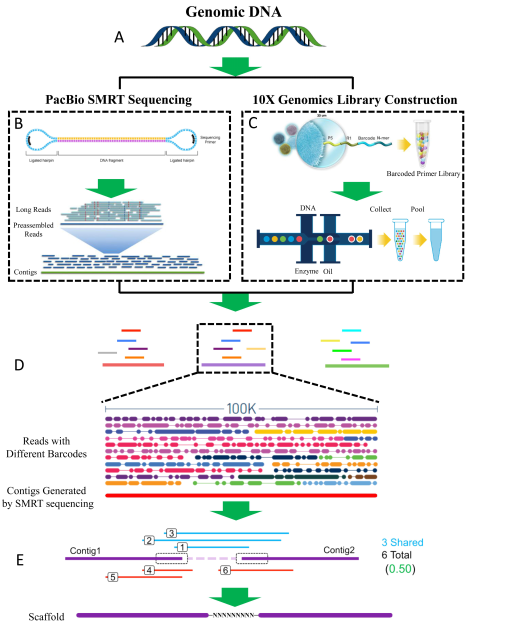 Genomic DNA
A
PacBio SMRT Sequencing
10X Genomics Library Construction
B
Sequencing
Primer
Ligated hairpin
DNA fragment
Ligated hairpin
Long Reads
Preassembled
Reads
Contigs
C
P5
R1
Barcode
N-mer
Barcoded Primer Library
DNA
Collect
Pool
Enzyme
Oil
D
100K
Reads with
Different Barcodes
Contigs Generated
by SMRT sequencing
E
Contig1
3
2
1
Contig2
4
5
6
3 Shared
6 Total
(0.50)
Scaffold
NNNNNNNNN